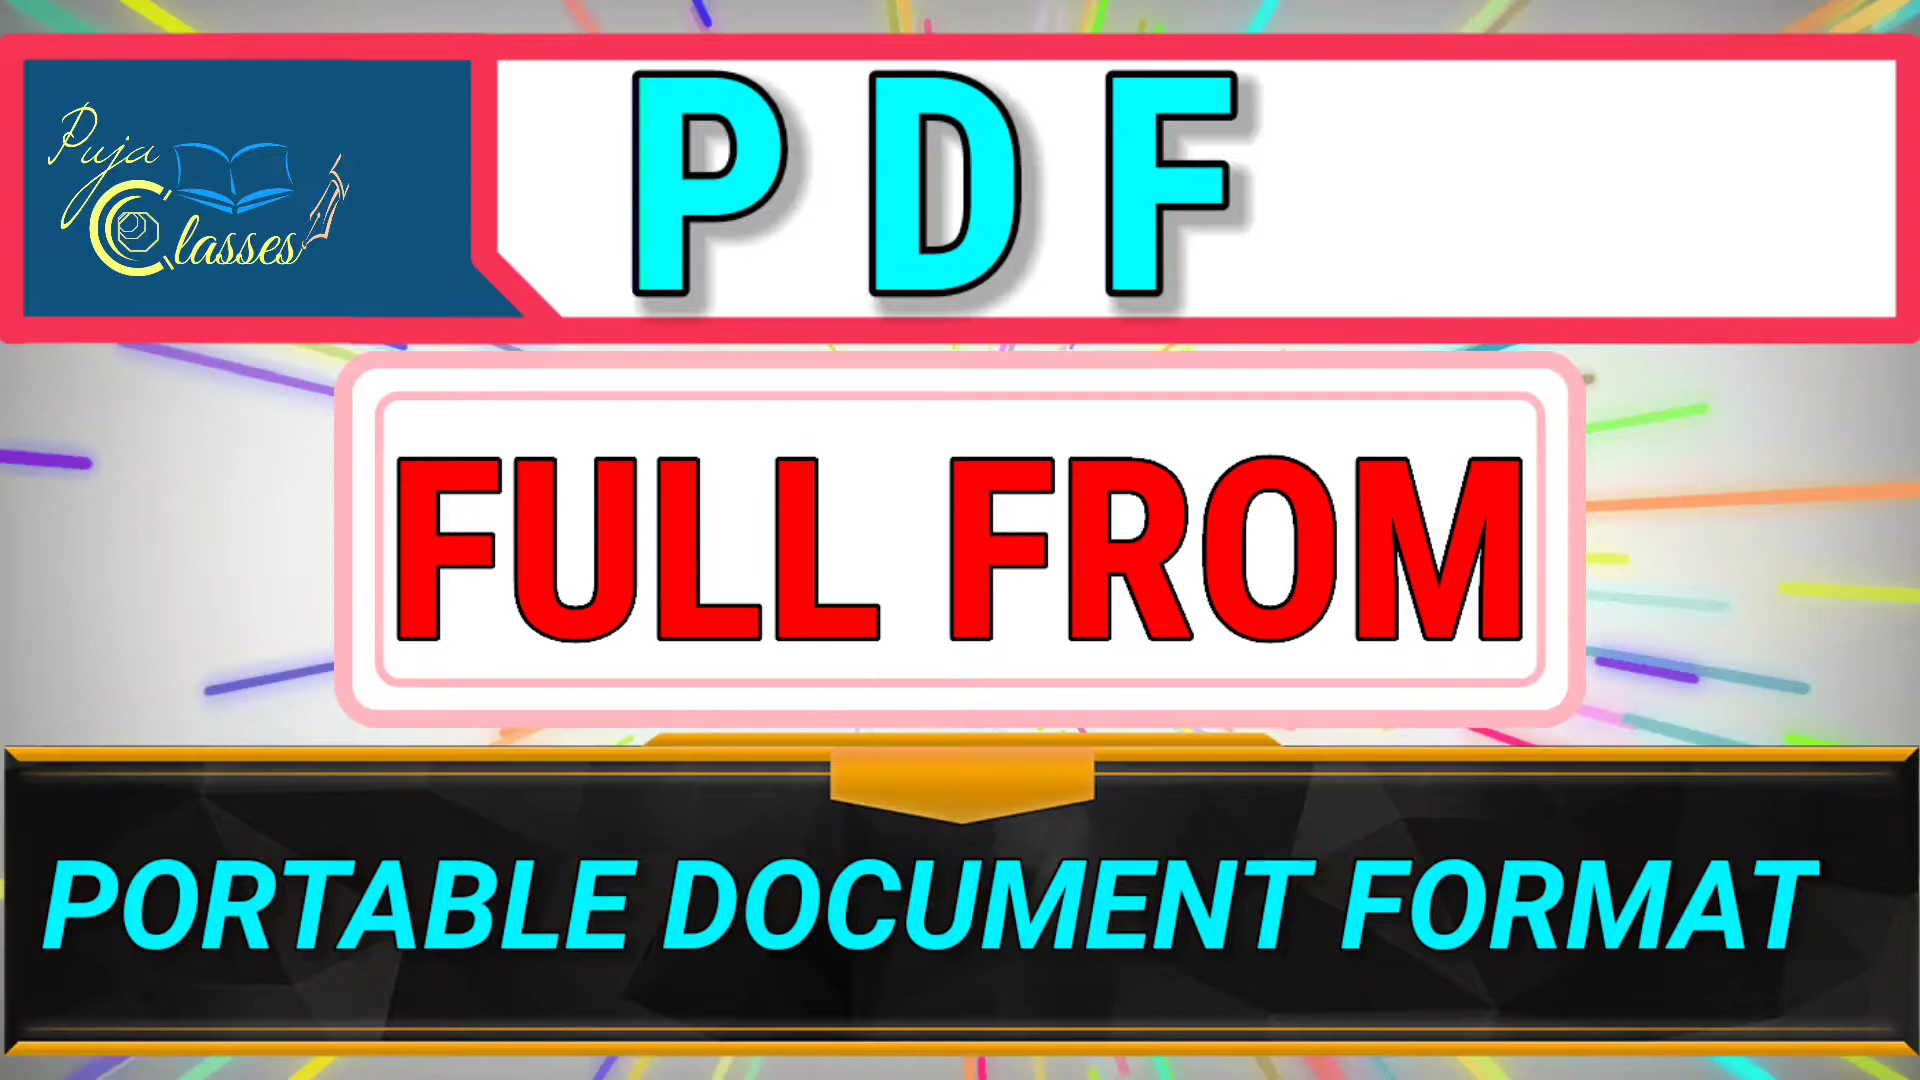 Puja
Classes
P D F
FULL FROM
PORTABLE DOCUMENT FORMAT